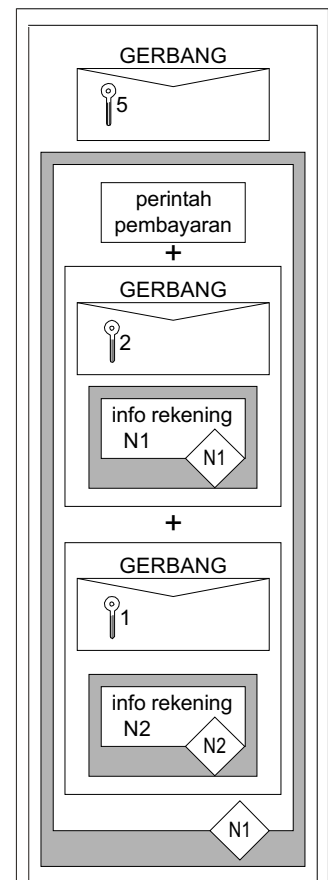 GERBANG
5
perintah
pembayaran
+
GERBANG
2
info rekening
N1
N1
+
GERBANG
1
info rekening
N2
N2
N1